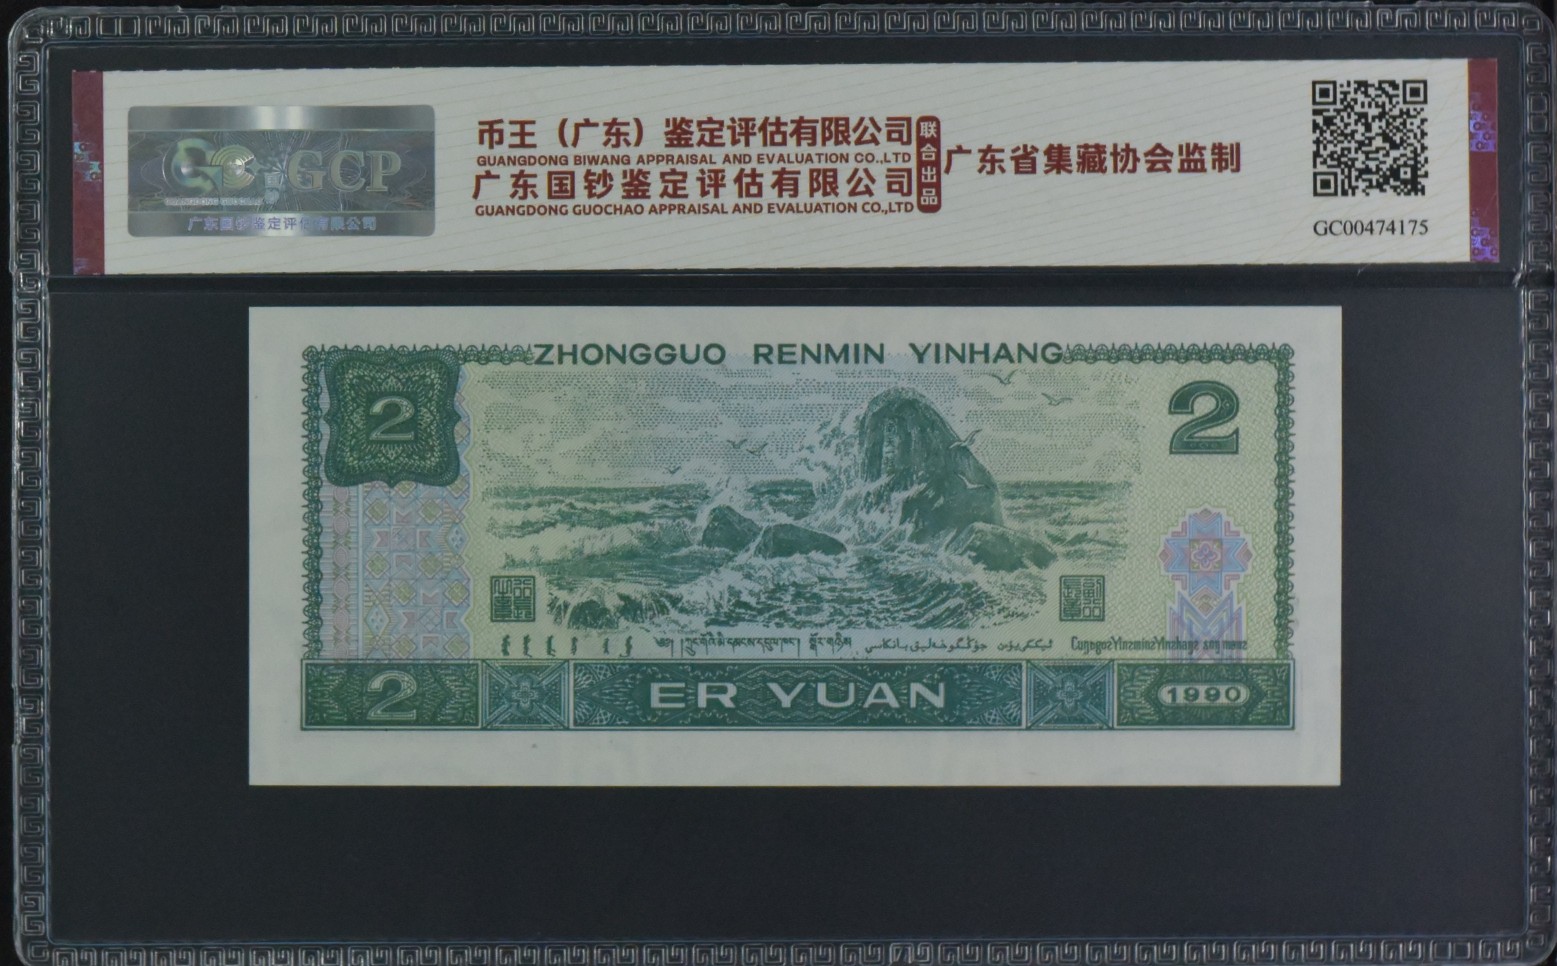 GCP
广东国钞鉴定评估有限公司
币王（广东）鉴定评估有限公司
GUANGDONG BIWANG APPRAISAL AND EVALUATION CO.,LTD
广东国钞鉴定评估有限公司
GUANGDONG GUOCHAO APPRAISAL AND EVALUATION CO.,LTD
联合出品
广东省集藏协会监制
GC00474175
ZHONGGUO RENMIN YINHANG
2
2
2
ER YUAN
1990